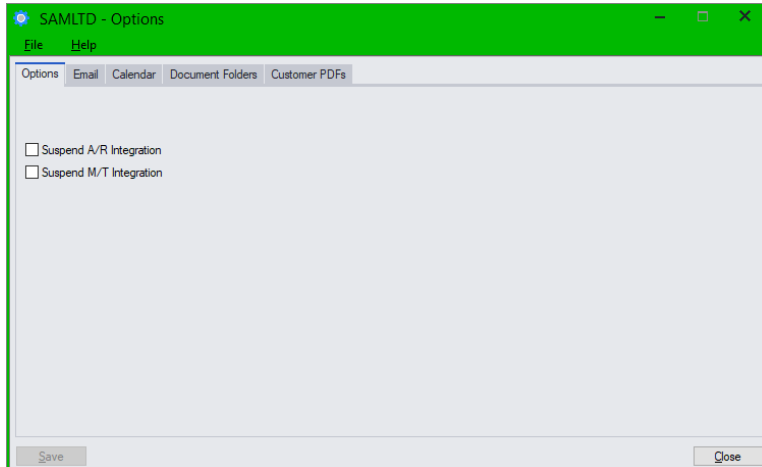 SAMLTD - Options
File Help
Options Email Calendar Document Folders Customer PDFs
Suspend A/R Integration
Suspend M/T Integration
Save Close